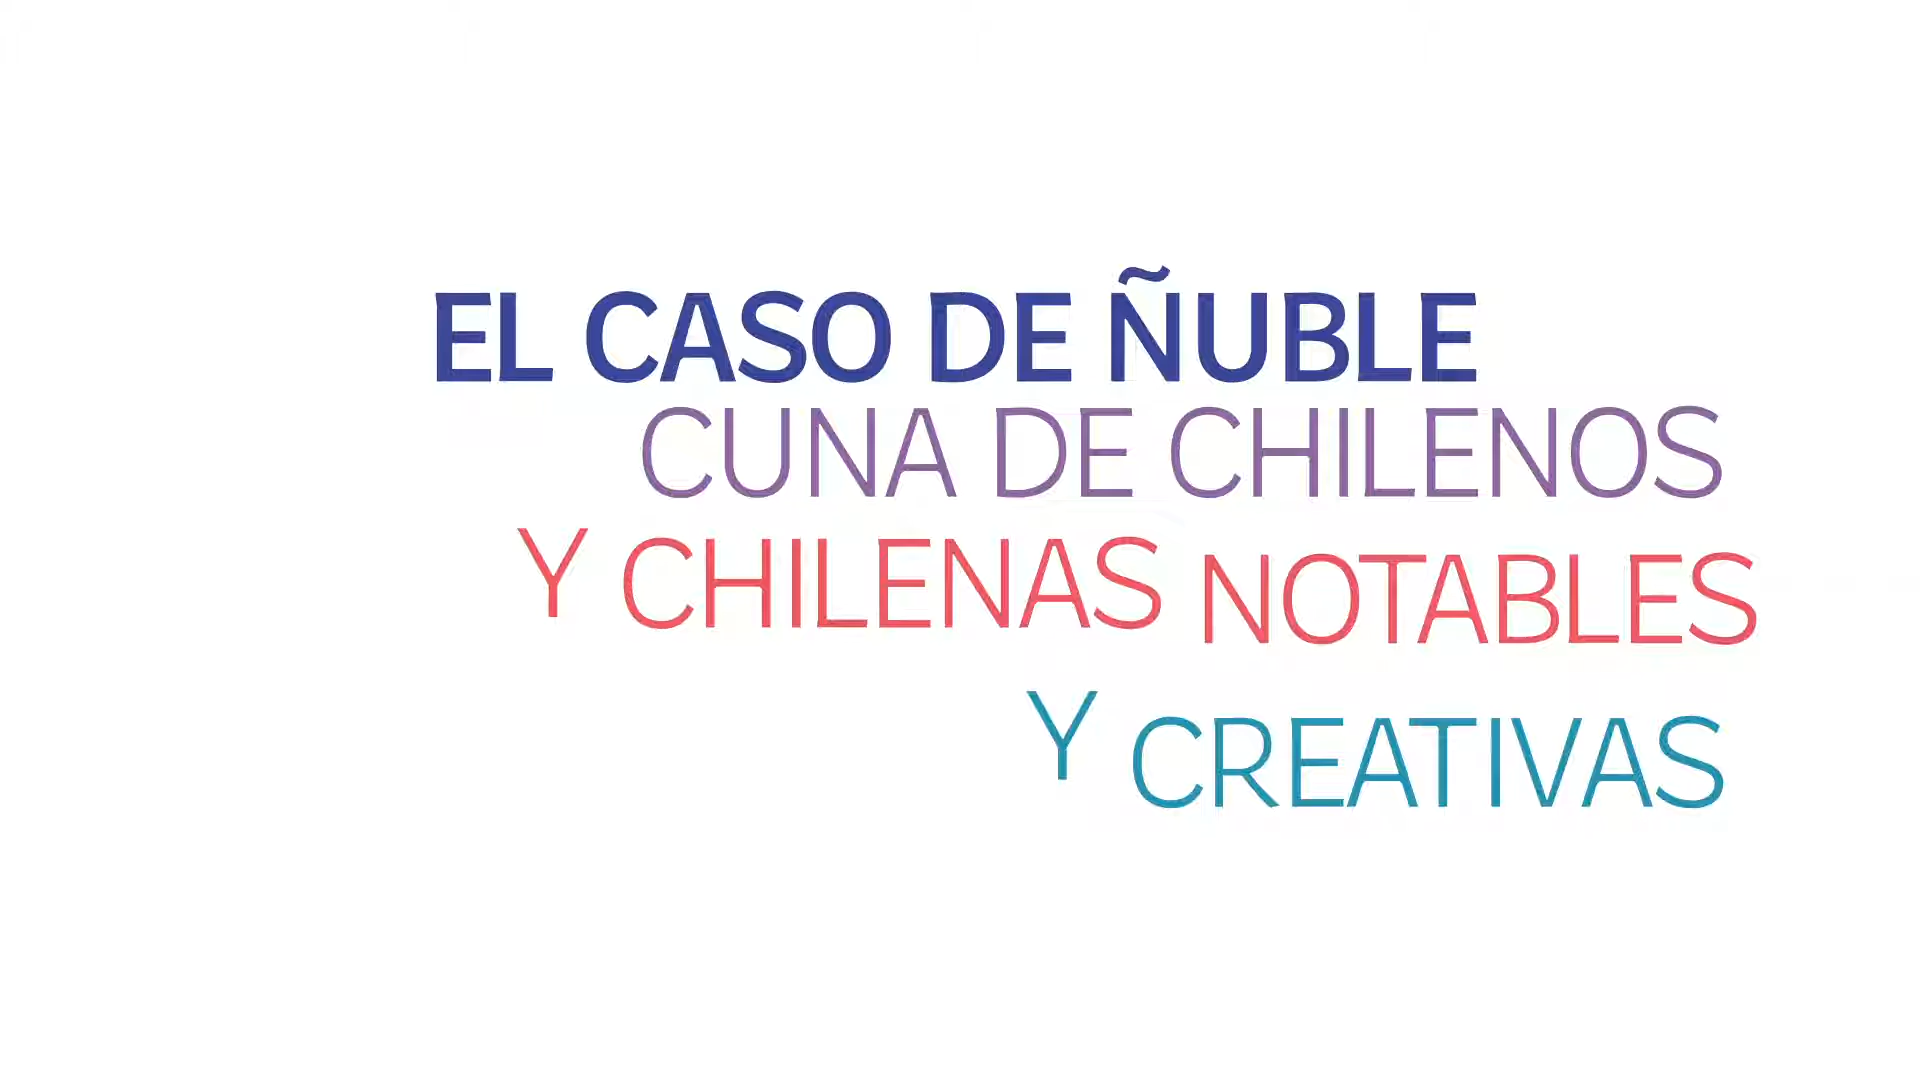 EL CASO DE ÑUBLE
CUNA DE CHILENOS
Y CHILENAS NOTABLES
Y CREATIVAS